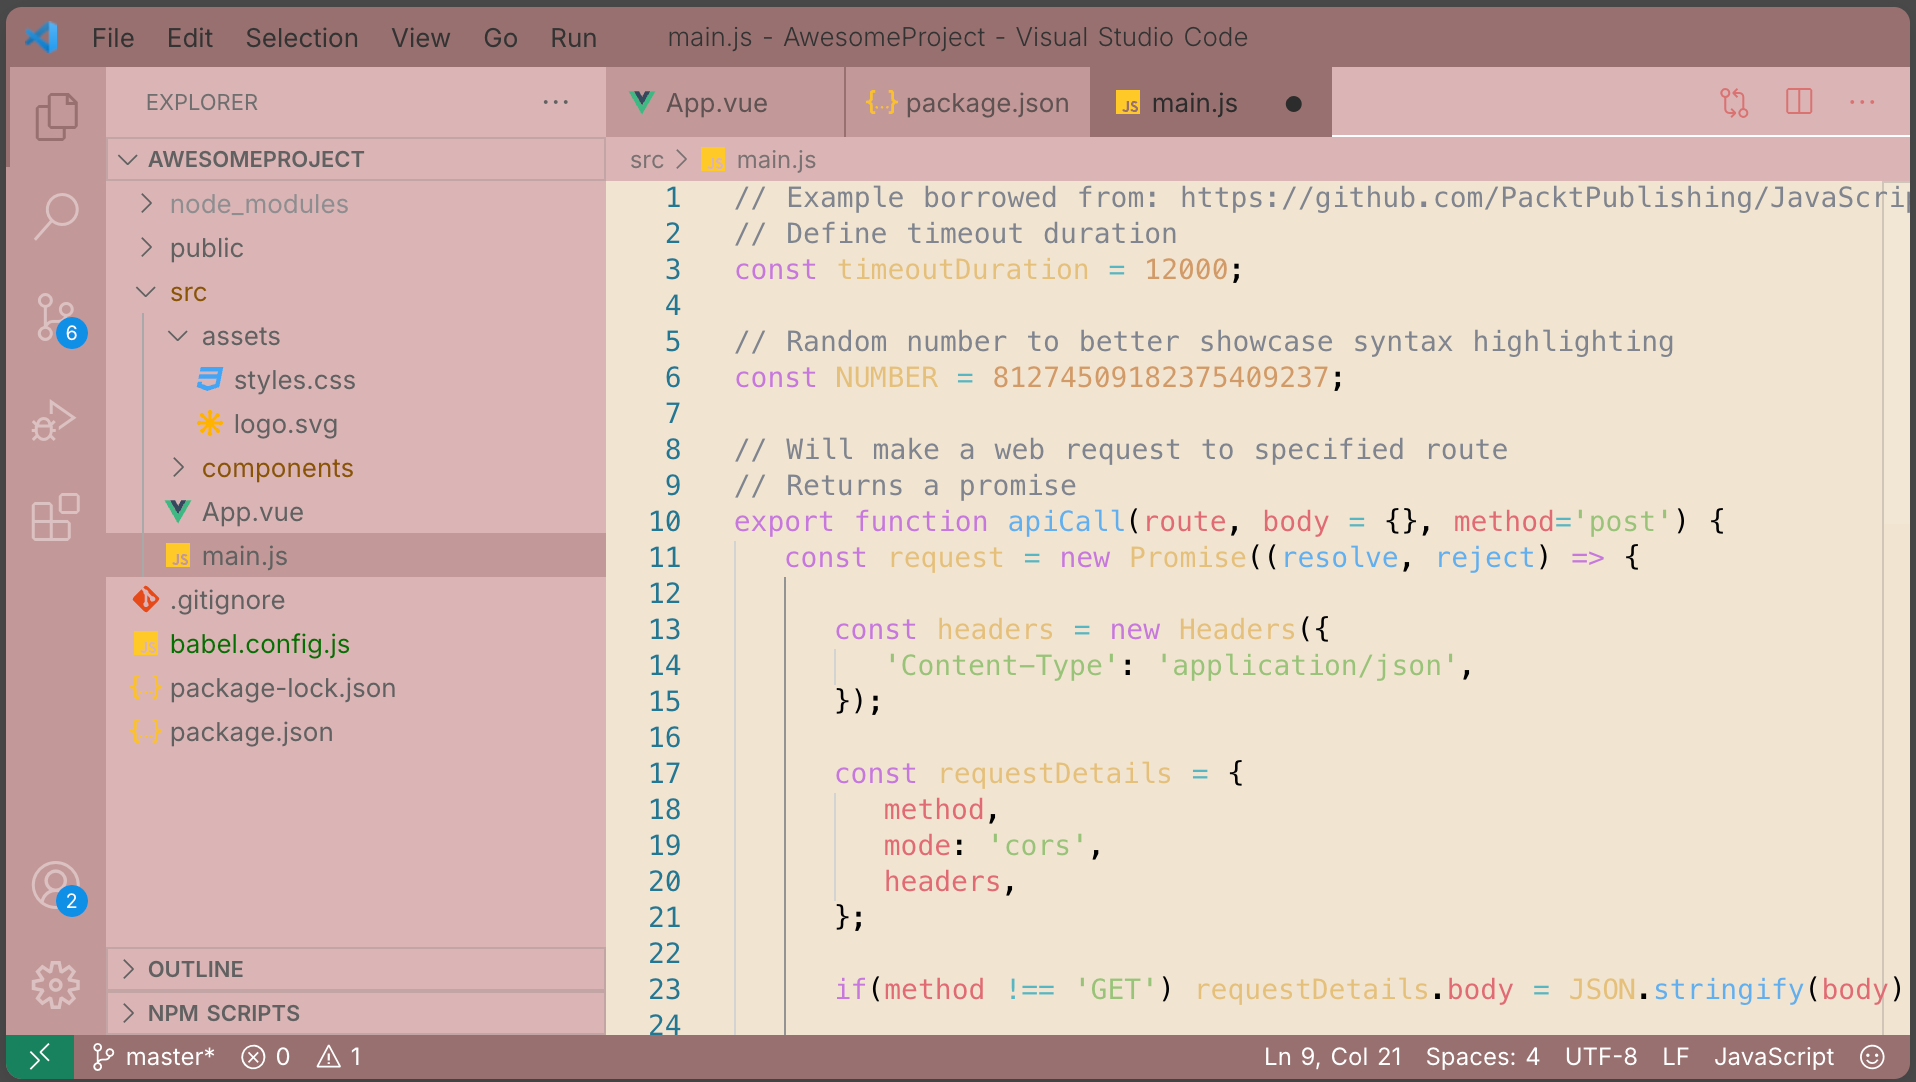 File Edit Selection View Go Run main.js - AwesomeProject - Visual Studio Code
EXPLORER
AWESOMEPROJECT
node_modules
public
src
assets
styles.css
logo.svg
components
App.vue
main.js
.gitignore
babel.config.js
package-lock.json
package.json
OUTLINE
NPM SCRIPTS
6
2
App.vue package.json main.js
src > main.js
1 // Example borrowed from: https://github.com/PacktPublishing/JavaScrip
2 // Define timeout duration
3 const timeoutDuration = 12000;
4
5 // Random number to better showcase syntax highlighting
6 const NUMBER = 81274509182375409237;
7
8 // Will make a web request to specified route
9 // Returns a promise
10 export function apiCall(route, body = {}, method='post') {
11 const request = new Promise((resolve, reject) => {
12
13 const headers = new Headers({
14 'Content-Type': 'application/json',
15 });
16
17 const requestDetails = {
18 method,
19 mode: 'cors',
20 headers,
21 };
22
23 if(method !== 'GET') requestDetails.body = JSON.stringify(body)
24
master* 0 1 Ln 9, Col 21 Spaces: 4 UTF-8 LF JavaScript